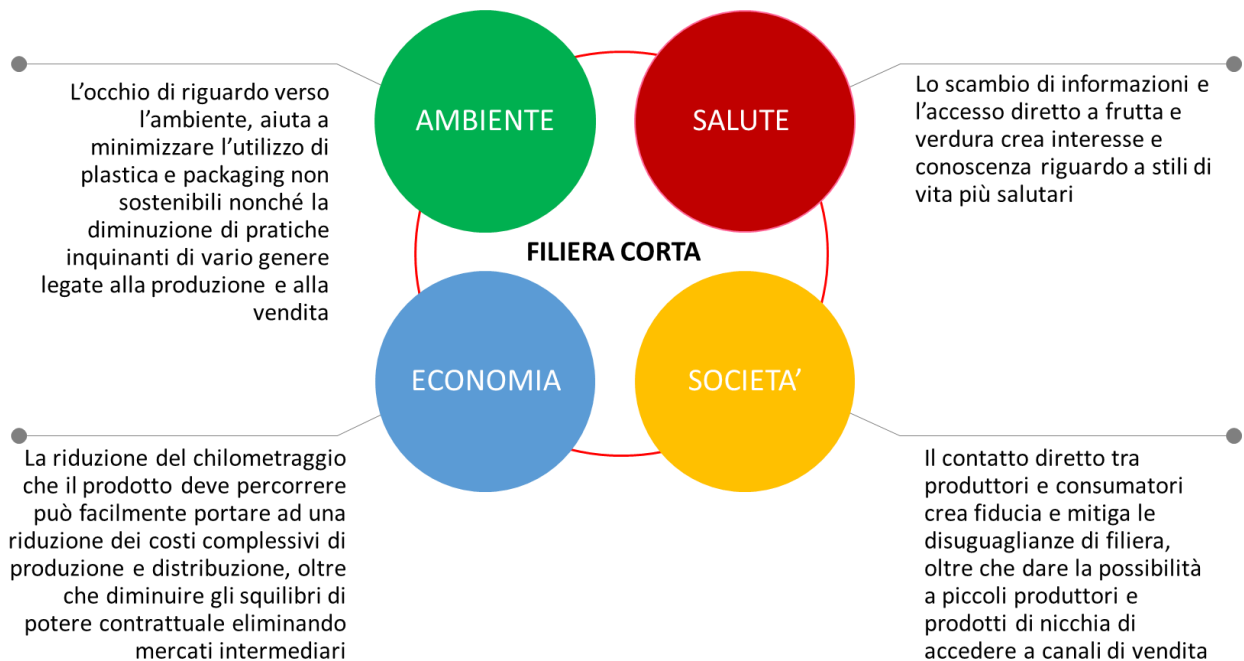 AMBIENTE
L'occhio di riguardo verso
l'ambiente, aiuta a
minimizzare l'utilizzo di
plastica e packaging non
sostenibili nonché la
diminuzione di pratiche
inquinanti di vario genere
legate alla produzione e alla
vendita
SALUTE
Lo scambio di informazioni e
l'accesso diretto a frutta e
verdura crea interesse e
conoscenza riguardo a stili di
vita più salutari
FILIERA CORTA
ECONOMIA
La riduzione del chilometraggio
che il prodotto deve percorrere
può facilmente portare ad una
riduzione dei costi complessivi di
produzione e distribuzione, oltre
che diminuire gli squilibri di
potere contrattuale eliminando
mercati intermediari
SOCIETA'
Il contatto diretto tra
produttori e consumatori
crea fiducia e mitiga le
disuguaglianze di filiera,
oltre che dare la possibilità
a piccoli produttori e
prodotti di nicchia di
accedere a canali di vendita